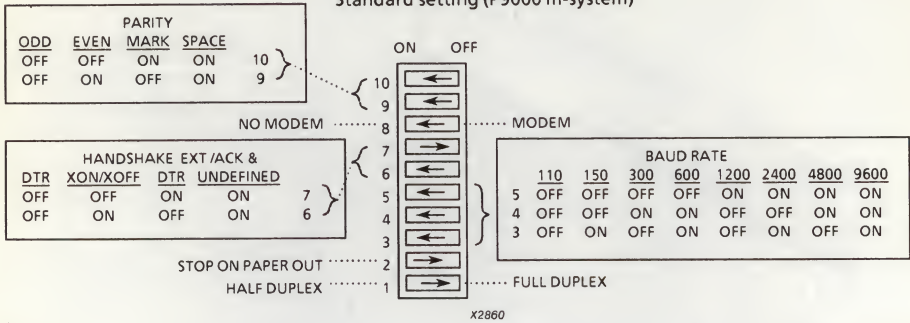 Standard setting m-system)
PARITY
ODD EVEN MARK SPACE
OFF OFF ON ON 10
OFF ON OFF ON 9
ON OFF
10
9
NO MODEM 8 MODEM
7
6
5
4
3
STOP ON PAPER OUT 2
HALF DUPLEX 1 FULL DUPLEX
HANDSHAKE EXT /ACK &
DTR XON/XOFF DTR UNDEFINED
OFF OFF ON ON 7
OFF ON OFF ON 6
BAUD RATE
110 150 300 600 1200 2400 4800 9600
5 OFF OFF OFF OFF ON ON ON ON
4 OFF OFF ON ON OFF OFF ON ON
3 OFF ON OFF ON OFF ON OFF ON
X2860